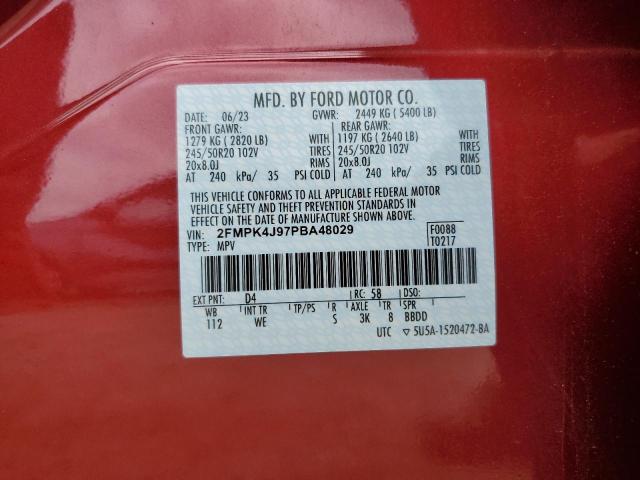 MFD. BY FORD MOTOR CO.
DATE: 06/23 GVWR: 2449 KG ( 5400 LB)
FRONT GAWR: REAR GAWR:
1279 KG ( 2820 LB) WITH 1197 KG ( 2640 LB) WITH
245/50R20 102V TIRES 245/50R20 102V TIRES
20x8.0J RIMS 20x8.0J RIMS
AT 240 kPa/ 35 PSI COLD AT 240 kPa/ 35 PSI COLD
THIS VEHICLE CONFORMS TO ALL APPLICABLE FEDERAL MOTOR
VEHICLE SAFETY AND THEFT PREVENTION STANDARDS IN
EFFECT ON THE DATE OF MANUFACTURE SHOWN ABOVE.
VIN: 2FMPK4J97PBA48029 F0088
TYPE: MPV T0217
EXT PNT: D4 RC: 58 DSO:
WB INT TR TP/PS R AXLE TR SPR
112 WE S 3K 8 BBDD
UTC ▽ 5U5A-1520472-BA